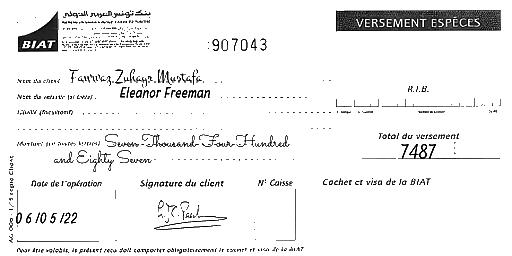 بنك تونس العربي الدولي
BIAT
907043
VERSEMENT ESPÈCES
Nom du client Fawwaz Zuhayr Mustafa
Nom du remettant (si tiers) Eleanor Freeman
R.I.B.
Libellé (facultatif)
Montant (en toutes lettres) Seven Thousand Four Hundred
and Eighty Seven
Total du versement
7487
Date de l'opération
Signature du client
N° Caisse
Cachet et visa de la BIAT
06/05/22
Pour être valable, le présent reçu doit comporter obligatoirement le cachet et visa de la BIAT